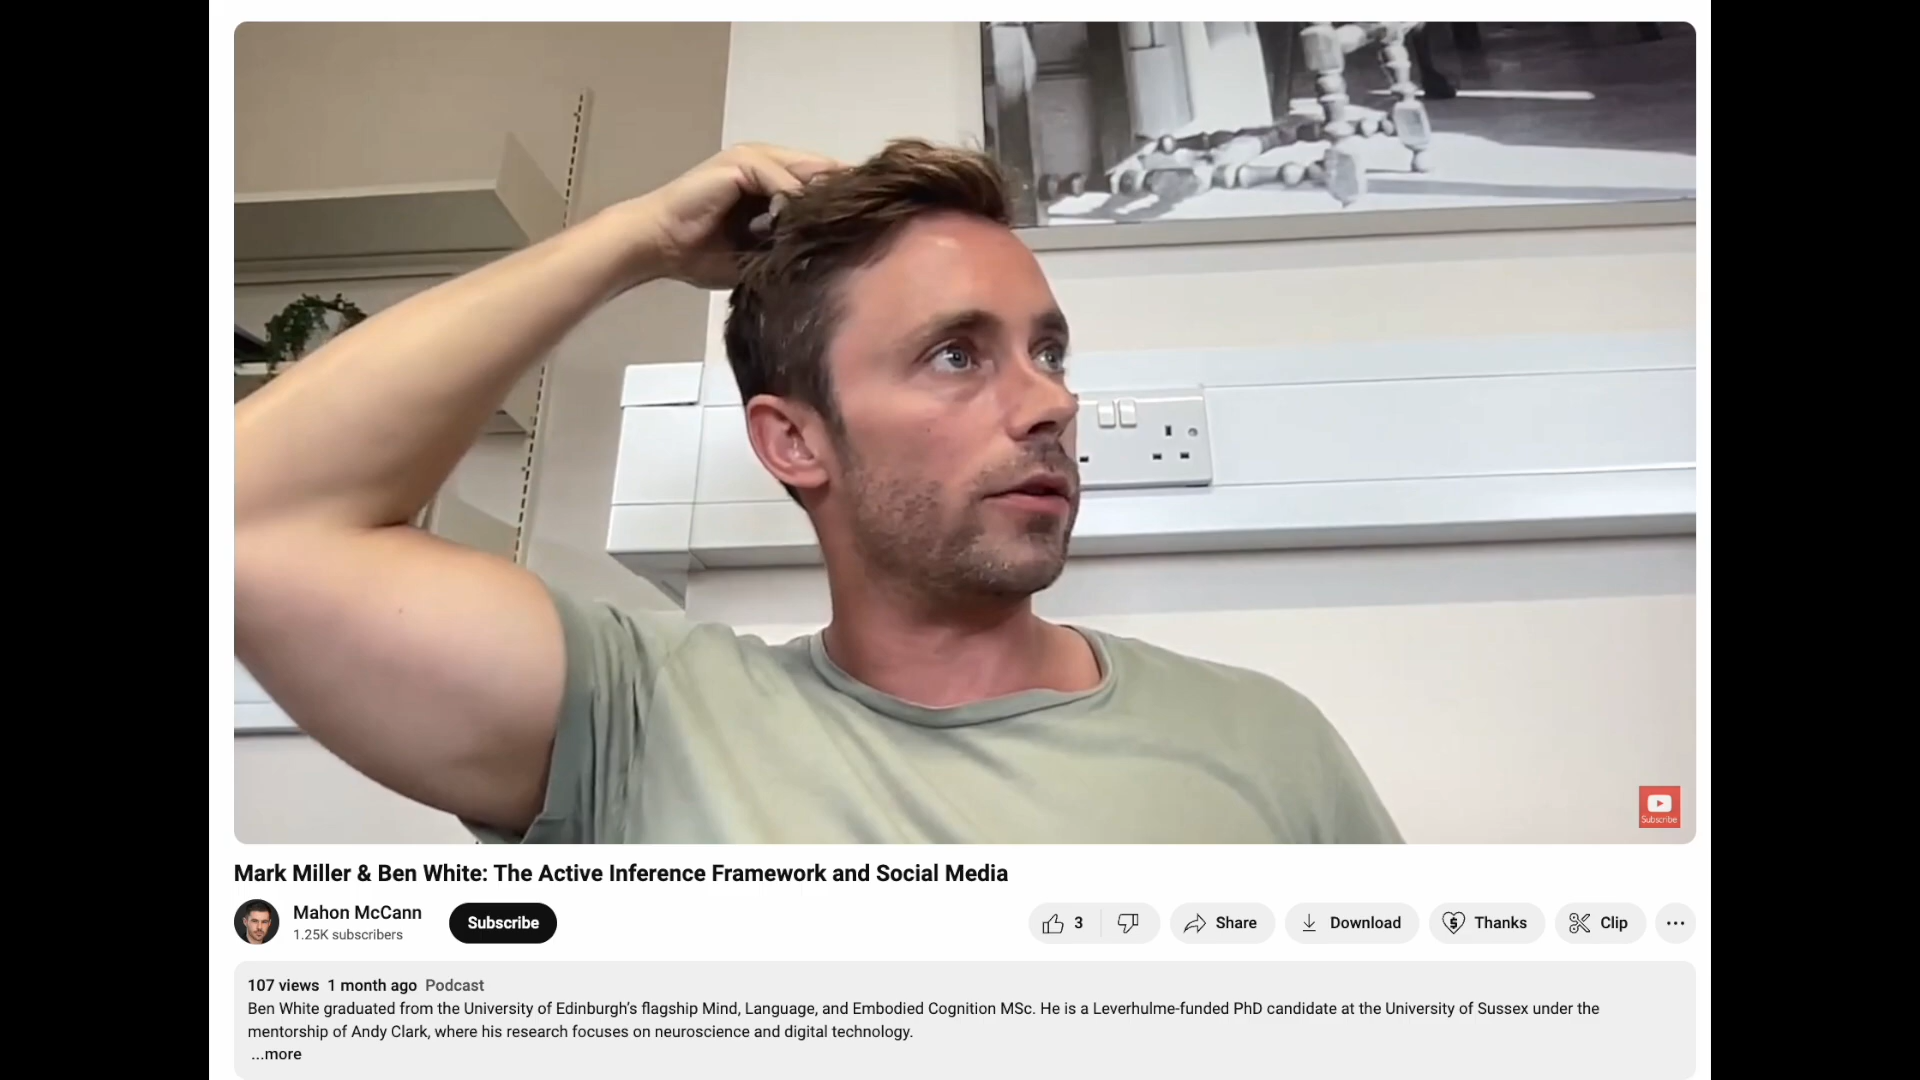 Subscribe
Mark Miller & Ben White: The Active Inference Framework and Social Media
Mahon McCann
1.25K subscribers
Subscribe
3
Share
Download
Thanks
Clip
107 views 1 month ago Podcast
Ben White graduated from the University of Edinburgh’s flagship Mind, Language, and Embodied Cognition MSc. He is a Leverhulme-funded PhD candidate at the University of Sussex under the
mentorship of Andy Clark, where his research focuses on neuroscience and digital technology.
...more